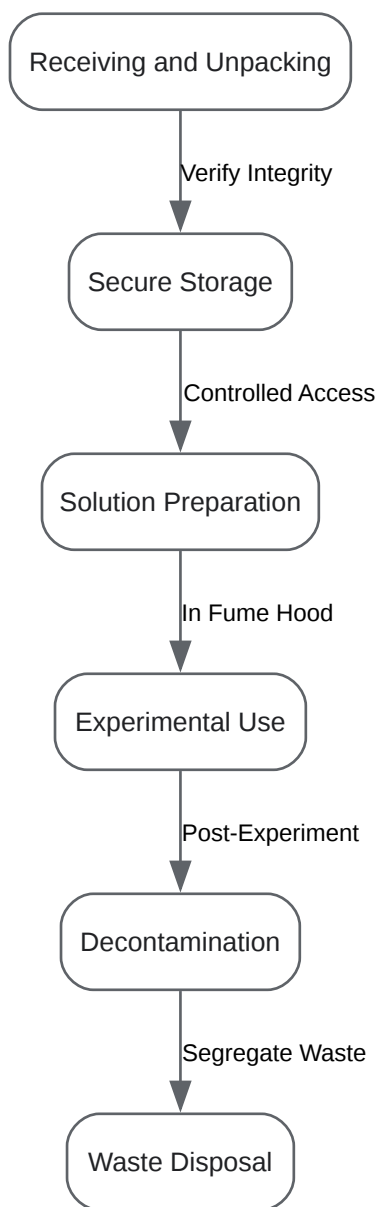 Receiving and Unpacking
Verify Integrity
Secure Storage
Controlled Access
Solution Preparation
In Fume Hood
Experimental Use
Post-Experiment
Decontamination
Segregate Waste
Waste Disposal